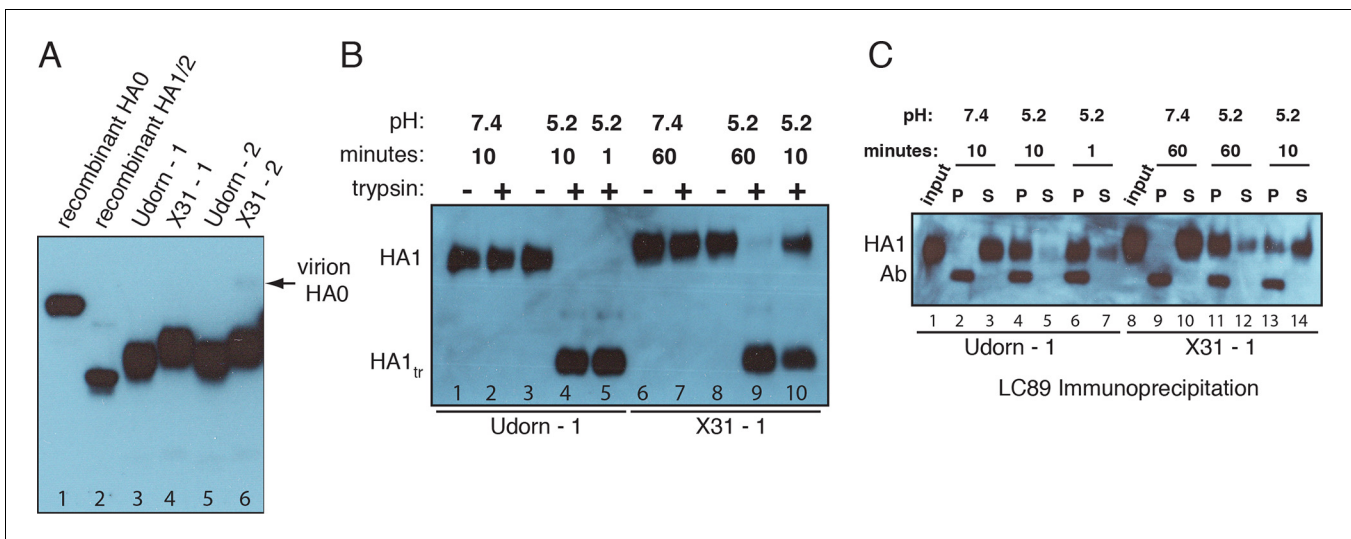 A
recombinant HA0
recombinant HA1/2
Udorn - 1
X31 - 1
Udorn - 2
X31 - 2
virion
HA0
1 2 3 4 5 6
B
pH: 7.4 5.2 5.2 7.4 5.2 5.2
minutes: 10 10 1 60 60 10
trypsin: - + - + + - + - + +
HA1
HA1tr
1 2 3 4 5 6 7 8 9 10
Udorn - 1 X31 - 1
C
pH: 7.4 5.2 5.2 7.4 5.2 5.2
minutes: 10 10 1 60 60 10
input P S P S P S input P S P S P S
HA1
Ab
1 2 3 4 5 6 7 8 9 10 11 12 13 14
Udorn - 1 X31 - 1
LC89 Immunoprecipitation